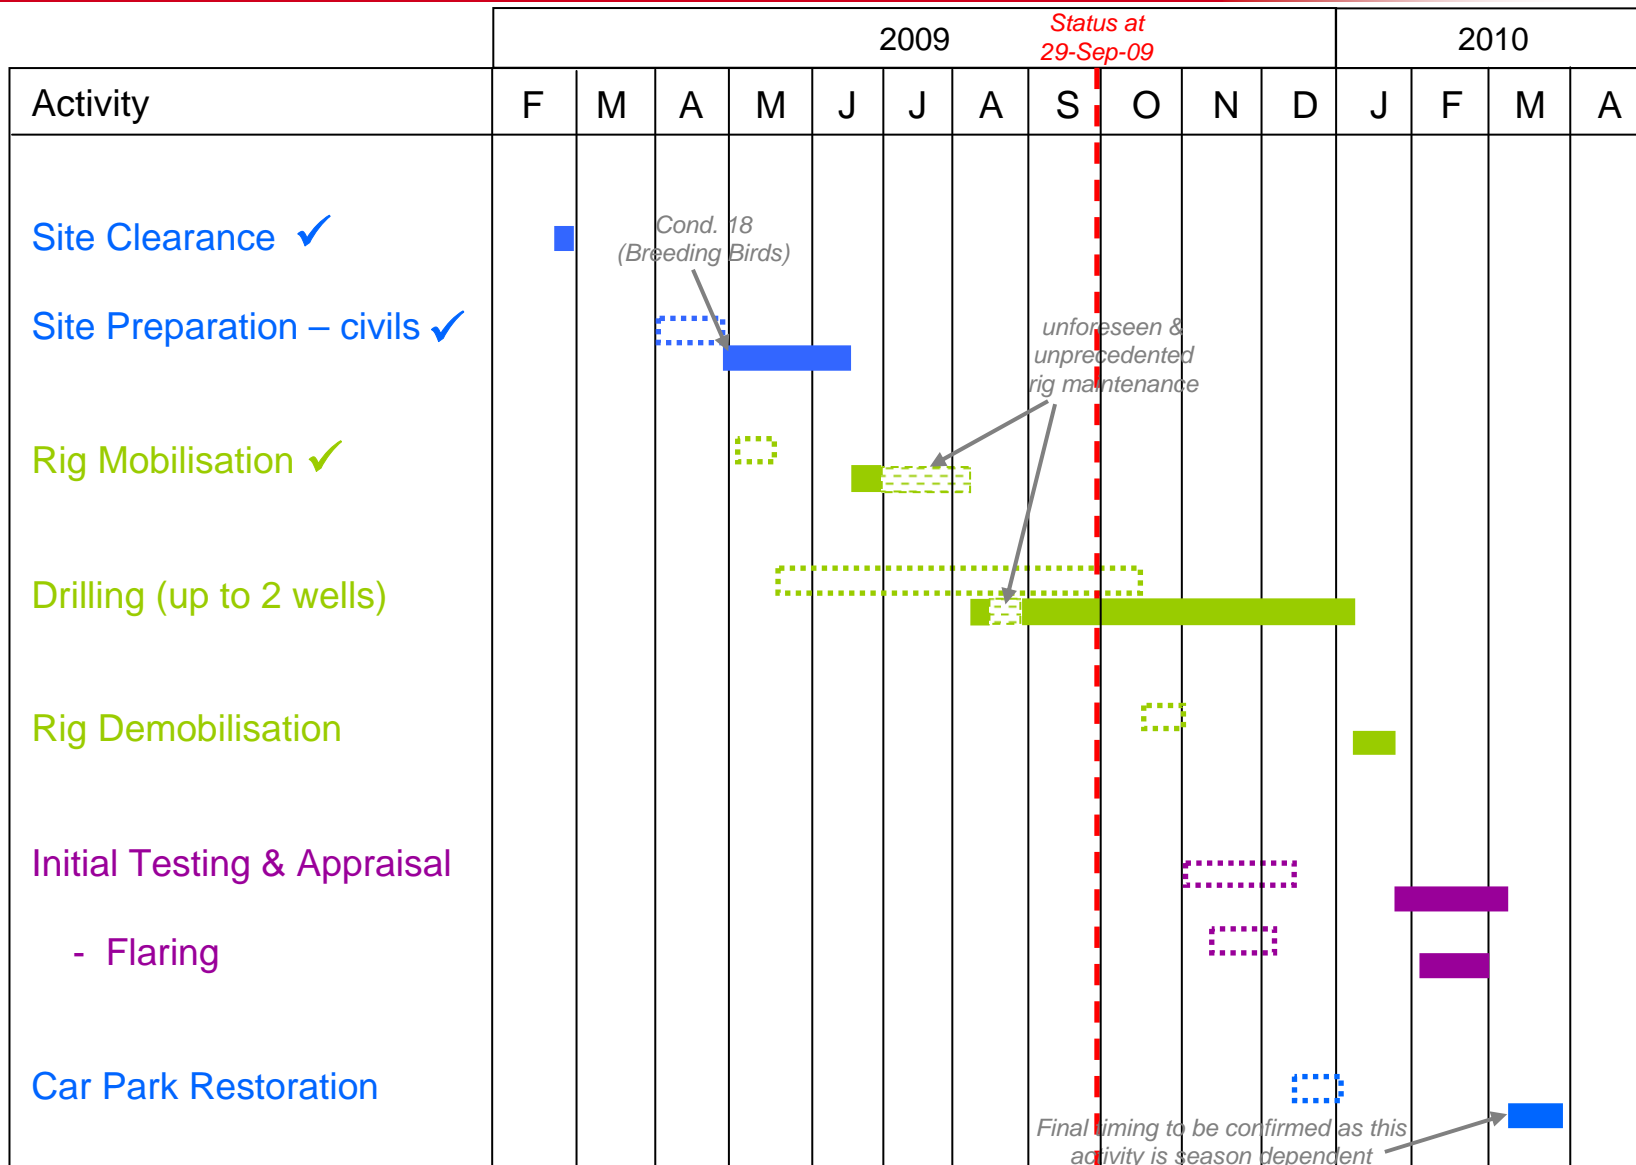 2009
Status at
29-Sep-09
2010
Activity F M A M J J A S O N D J F M A
Site Clearance ✓
Cond. 18
(Breeding Birds)
Site Preparation – civils ✓
unforeseen &
unprecedented
rig maintenance
Rig Mobilisation ✓
Drilling (up to 2 wells)
Rig Demobilisation
Initial Testing & Appraisal
- Flaring
Car Park Restoration
Final timing to be confirmed as this
activity is season dependent